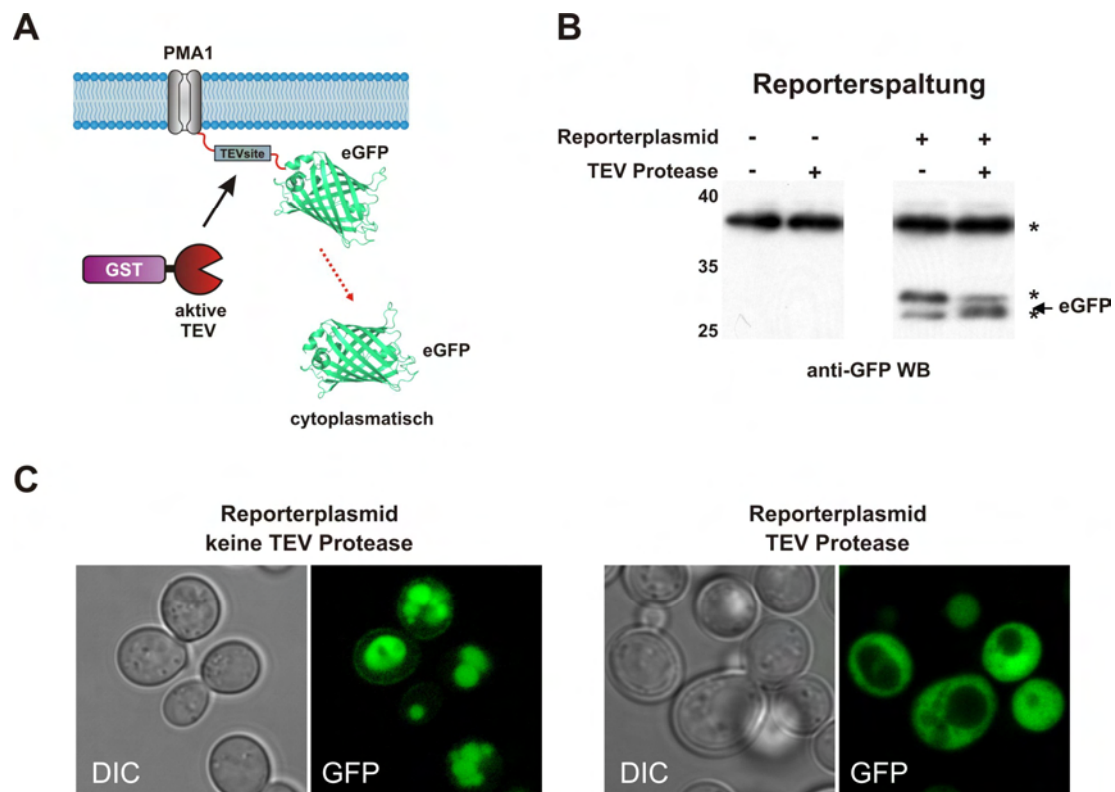 A
PMA1
TEVsite
eGFP
GST
aktive
TEV
eGFP
cytoplasmatisch
B
Reporterspaltung
Reporterplasmid - - + +
TEV Protease - + - +
40
*
35
*
eGFP
*
25
anti-GFP WB
C
Reporterplasmid
keine TEV Protease
DIC
GFP
Reporterplasmid
TEV Protease
DIC
GFP